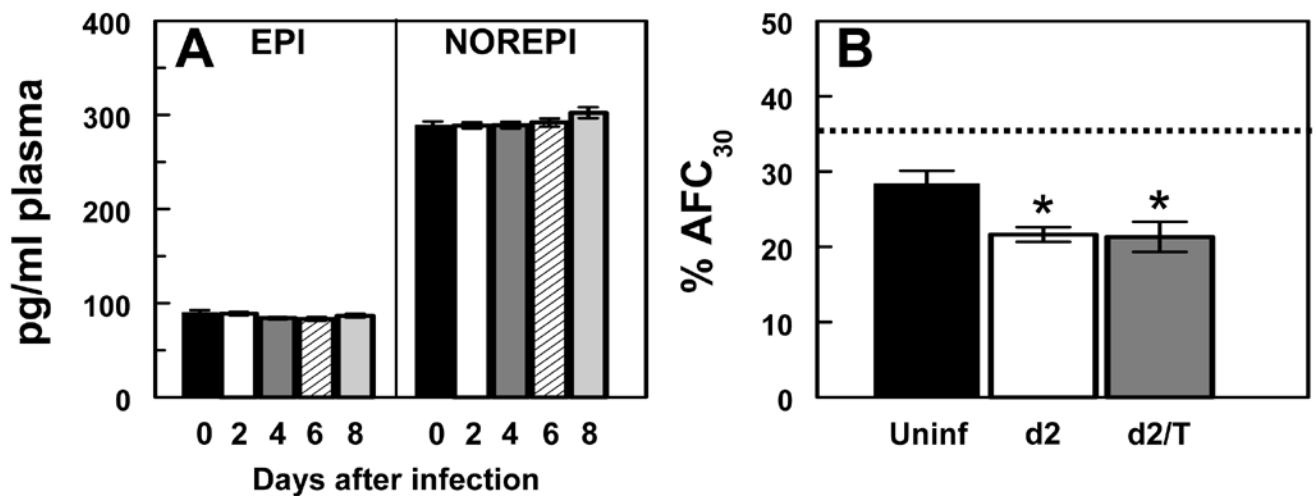 A
EPI
NOREPI
pg/ml plasma
400
300
200
100
0
0 2 4 6 8
0 2 4 6 8
Days after infection
B
% AFC30
50
40
30
20
10
0
* *
Uninf d2 d2/T